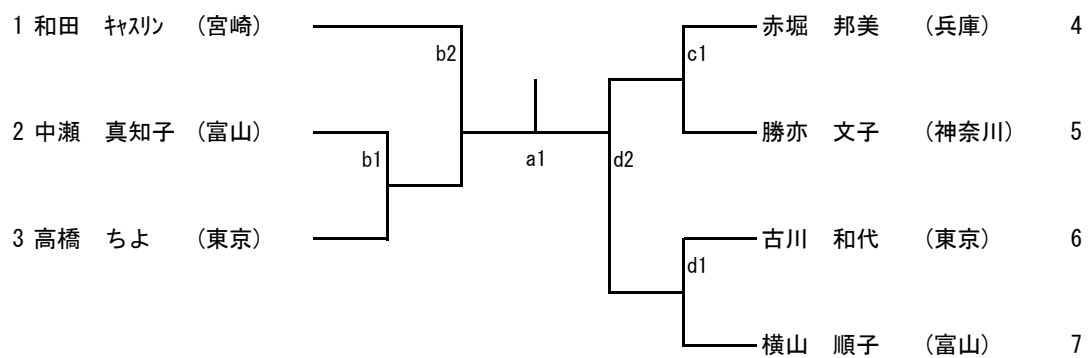 1 和田 ｷｬｽﾘﾝ (宮崎) 赤堀 邦美 (兵庫) 4
b2 c1
2 中瀬 真知子 (富山) 勝亦 文子 (神奈川) 5
b1 a1 d2
3 高橋 ちよ (東京) 古川 和代 (東京) 6
d1
横山 順子 (富山) 7